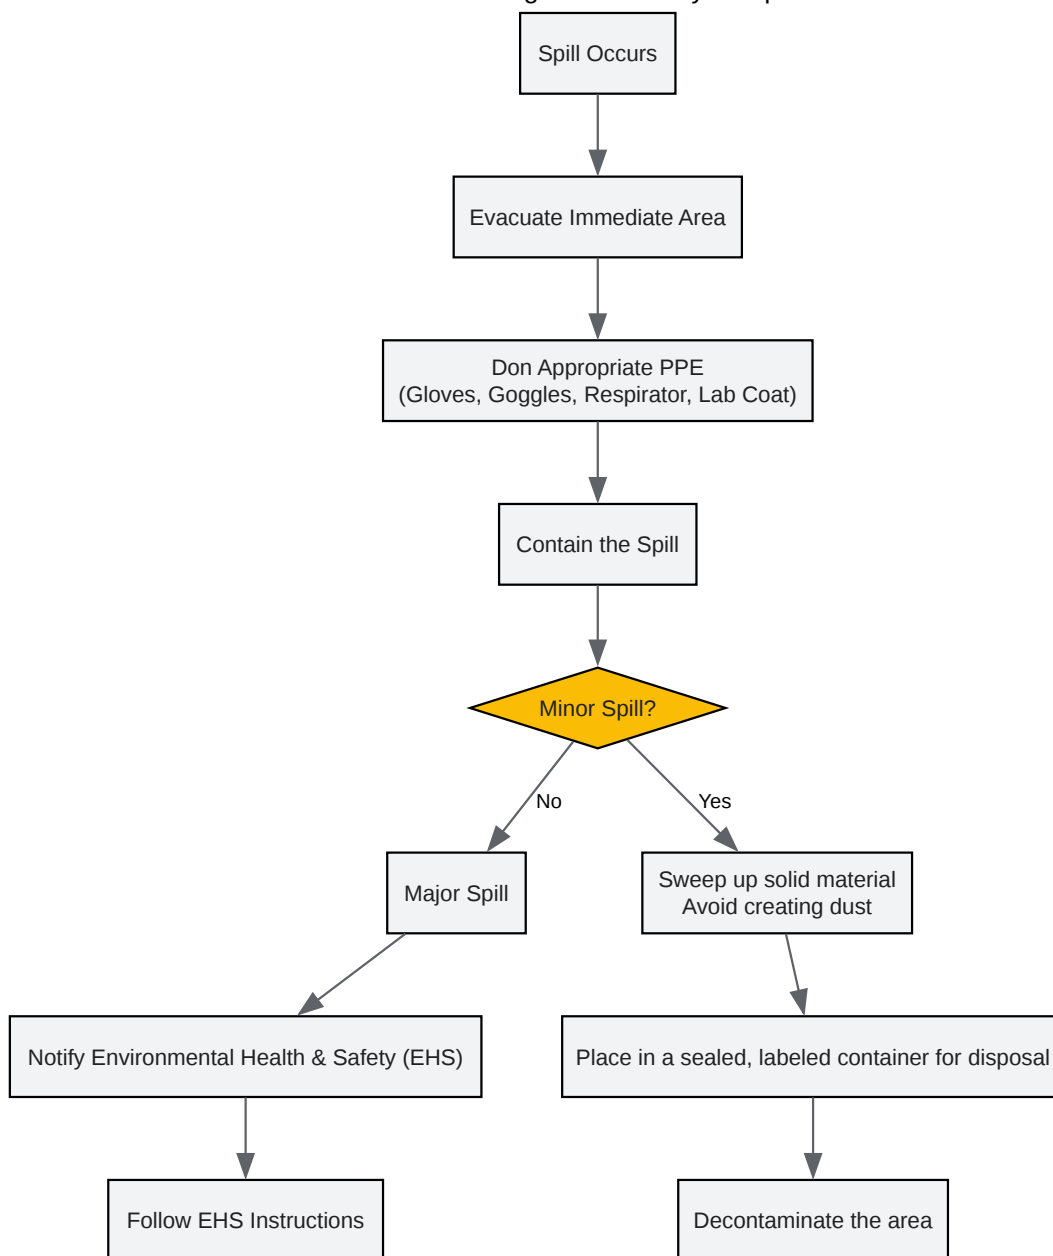 Spill Occurs
Evacuate Immediate Area
Don Appropriate PPE
(Gloves, Goggles, Respirator, Lab Coat)
Contain the Spill
Minor Spill?
No
Yes
Major Spill
Sweep up solid material
Avoid creating dust
Notify Environmental Health & Safety (EHS)
Place in a sealed, labeled container for disposal
Follow EHS Instructions
Decontaminate the area